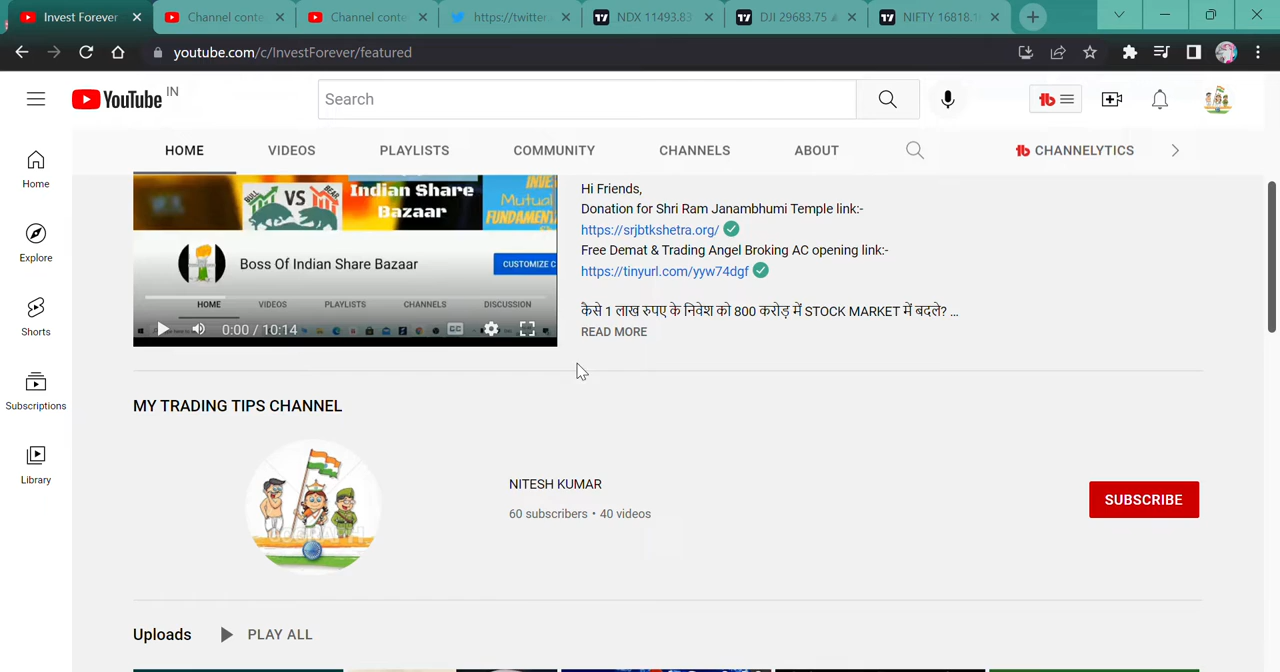 Invest Forever
Channel conte
Channel conte
https://twitter.
NDX 11493.83
DJI 29683.75
NIFTY 16818.1
youtube.com/c/InvestForever/featured
YouTube IN
Search
HOME VIDEOS PLAYLISTS COMMUNITY CHANNELS ABOUT CHANNELYTICS
Home
Explore
Shorts
Subscriptions
Library
VS
Indian Share
Bazaar
Mutual
FUNDAMEN
Boss Of Indian Share Bazaar
CUSTOMIZE C
HOME VIDEOS PLAYLISTS CHANNELS DISCUSSION
0:00 / 10:14
Hi Friends,
Donation for Shri Ram Janambhumi Temple link:-
https://srjbtkshetra.org/
Free Demat & Trading Angel Broking AC opening link:-
https://tinyurl.com/yyw74dgf
कैसे 1 लाख रुपए के निवेश को 800 करोड़ में STOCK MARKET में बदले? ...
READ MORE
MY TRADING TIPS CHANNEL
NITESH KUMAR
60 subscribers • 40 videos
SUBSCRIBE
Uploads PLAY ALL